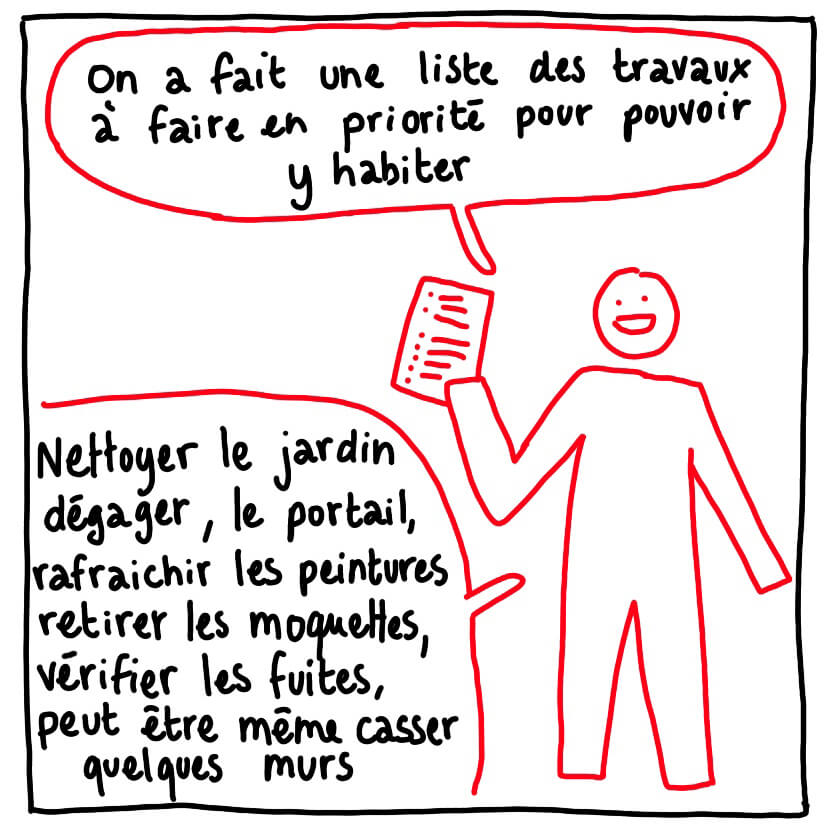 On a fait une liste des travaux
à faire en priorité pour pouvoir
y habiter
Nettoyer le jardin
dégager, le portail,
rafraichir les peintures
retirer les moquettes,
vérifier les fuites,
peut être même casser
quelques murs